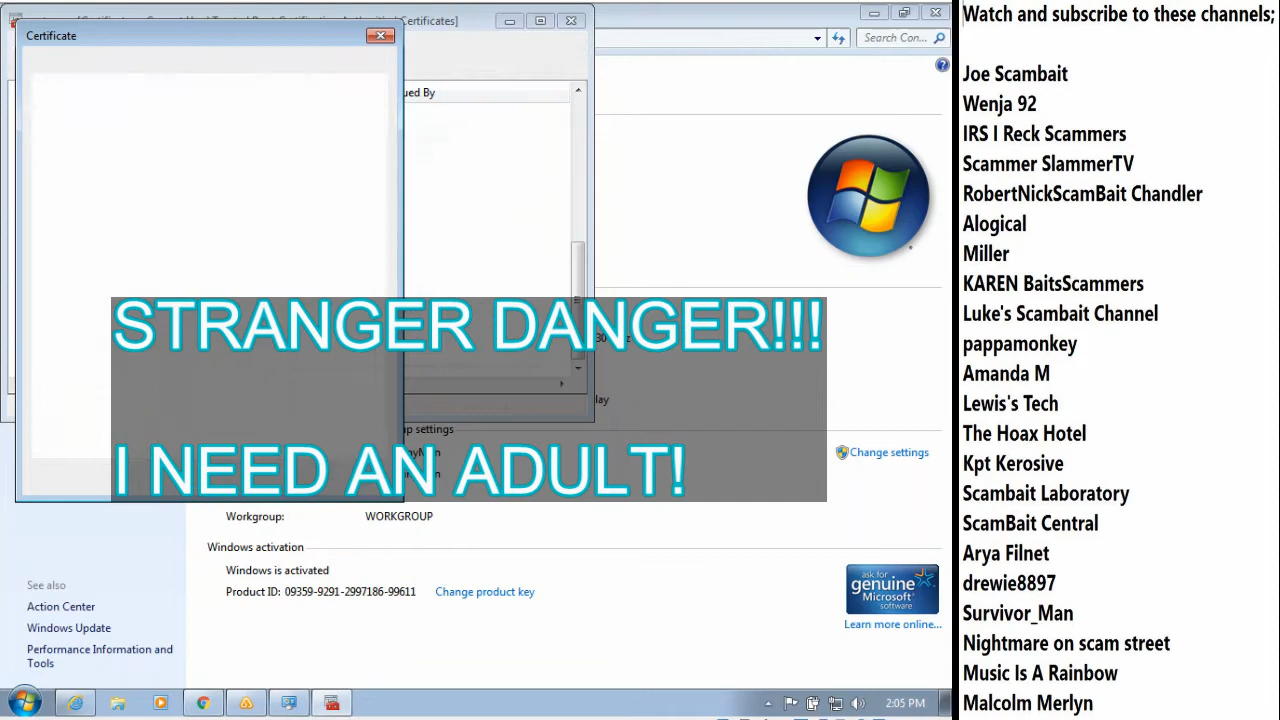 Certificates]
Certificate
Search Con...
ued By
STRANGER DANGER!!!
I NEED AN ADULT!
lay
settings
Change settings
Workgroup: WORKGROUP
Windows activation
Windows is activated
Product ID: 09359-9291-2997186-99611 Change product key
ask for
genuine
Microsoft
software
Learn more online...
See also
Action Center
Windows Update
Performance Information and
Tools
2:05 PM
Watch and subscribe to these channels;
Joe Scambait
Wenja 92
IRS I Reck Scammers
Scammer SlammerTV
RobertNickScamBait Chandler
Alogical
Miller
KAREN BaitsScammers
Luke's Scambait Channel
pappamonkey
Amanda M
Lewis's Tech
The Hoax Hotel
Kpt Kerosive
Scambait Laboratory
ScamBait Central
Arya Filnet
drewie8897
Survivor_Man
Nightmare on scam street
Music Is A Rainbow
Malcolm Merlyn